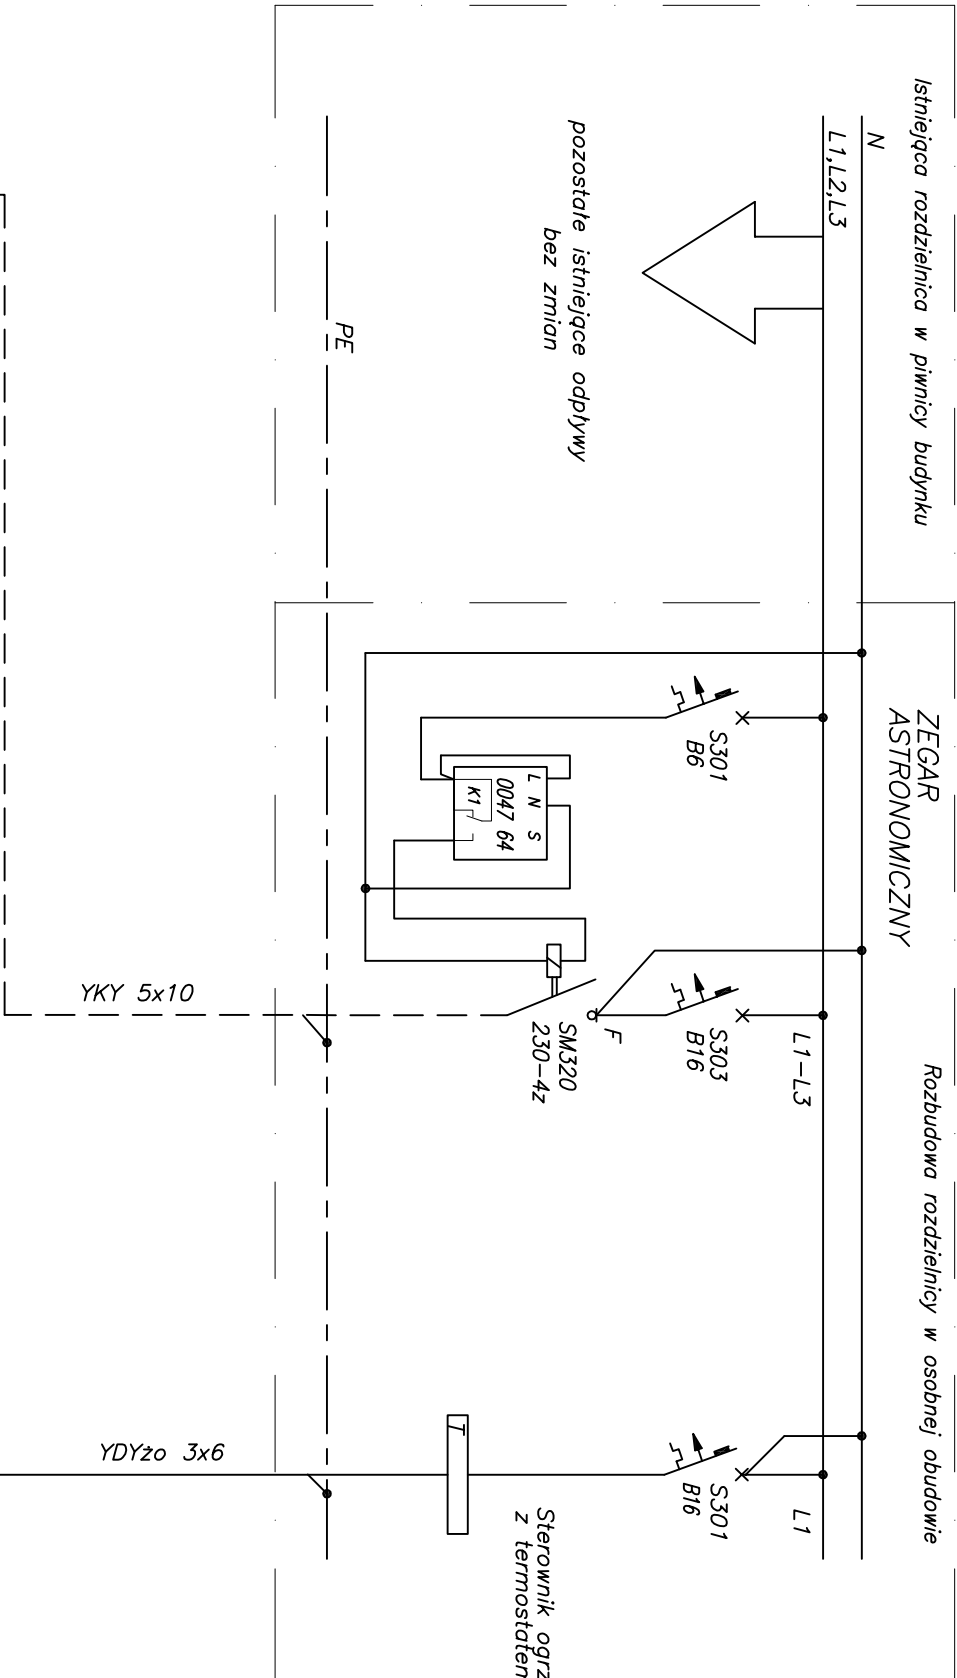 Istniejąca rozdzielnica w piwnicy budynku
N
L1,L2,L3
pozostałe istniejące odpływy
bez zmian
PE
Rozbudowa rozdzielnicy w osobnej obudowie
ZEGAR
ASTRONOMICZNY
S301
B6
L N S
0047 64
K1
L1-L3
S303
B16
F
SM320
230-4z
YKY 5x10
L1
S301
B16
T
Sterownik
z
YDYżo 3x6